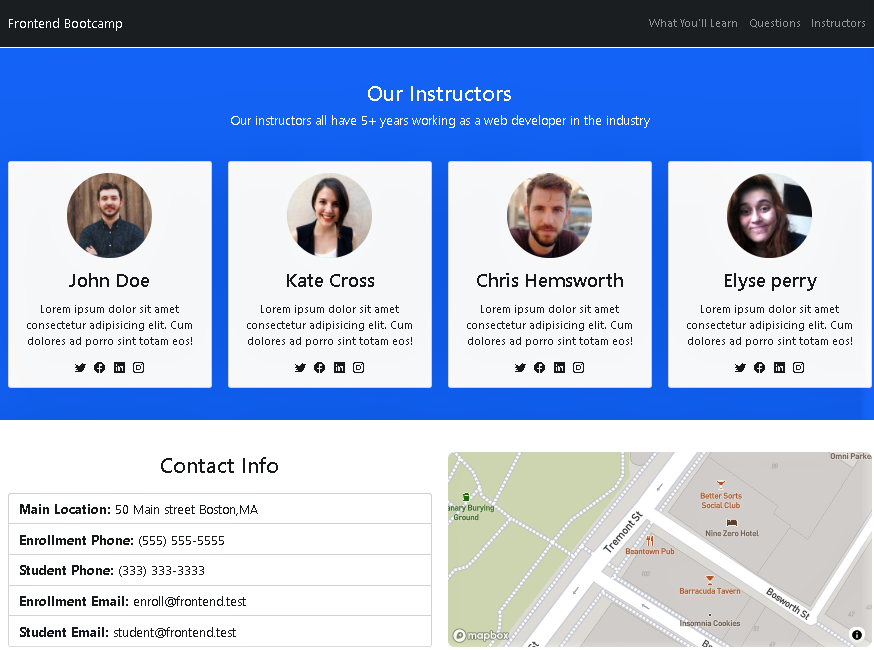 Frontend Bootcamp
What You'll Learn
Questions
Instructors
Our Instructors
Our instructors all have 5+ years working as a web developer in the industry
John Doe
Lorem ipsum dolor sit amet
consectetur adipisicing elit. Cum
dolores ad porro sint totam eos!
Kate Cross
Lorem ipsum dolor sit amet
consectetur adipisicing elit. Cum
dolores ad porro sint totam eos!
Chris Hemsworth
Lorem ipsum dolor sit amet
consectetur adipisicing elit. Cum
dolores ad porro sint totam eos!
Elyse perry
Lorem ipsum dolor sit amet
consectetur adipisicing elit. Cum
dolores ad porro sint totam eos!
Contact Info
Main Location: 50 Main street Boston,MA
Enrollment Phone: (555) 555-5555
Student Phone: (333) 333-3333
Enrollment Email: enroll@frontend.test
Student Email: student@frontend.test
Omni Parke
Better Sorts
Social Club
anary Burying
Ground
Nine Zero Hotel
Tremont St
Beantown Pub
Barracuda Tavern
Bosworth St
Insomnia Cookies
mapbox